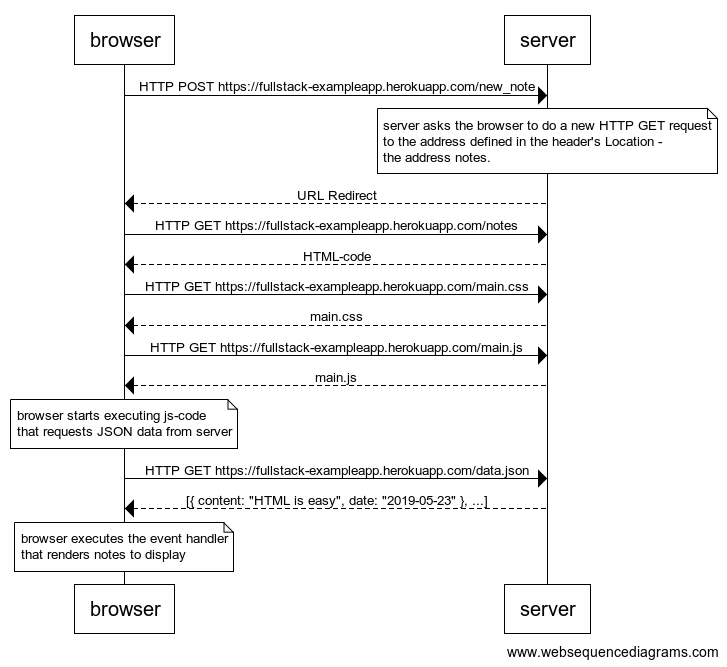 browser
server
HTTP POST https://fullstack-exampleapp.herokuapp.com/new_note
server asks the browser to do a new HTTP GET request
to the address defined in the header's Location -
the address notes.
URL Redirect
HTTP GET https://fullstack-exampleapp.herokuapp.com/notes
HTML-code
HTTP GET https://fullstack-exampleapp.herokuapp.com/main.css
main.css
HTTP GET https://fullstack-exampleapp.herokuapp.com/main.js
main.js
browser starts executing js-code
that requests JSON data from server
HTTP GET https://fullstack-exampleapp.herokuapp.com/data.json
[{ content: "HTML is easy", date: "2019-05-23" }, ...]
browser executes the event handler
that renders notes to display
browser
server
www.websequencediagrams.com